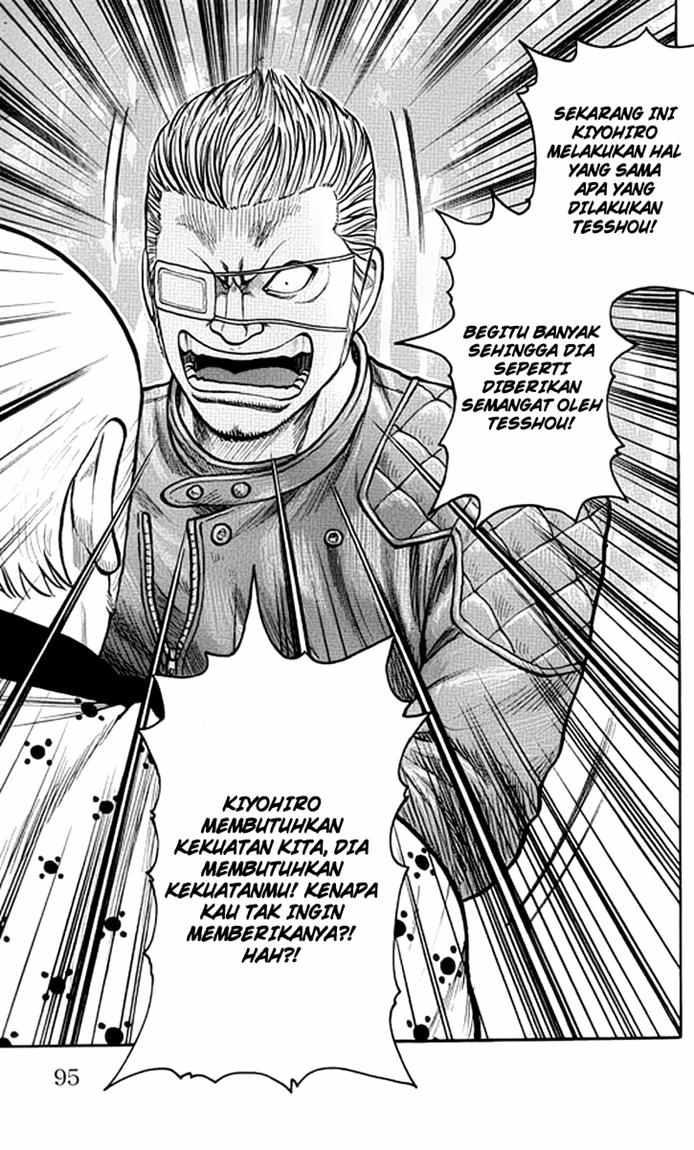 SEKARANG INI
KIYOHIRO
MELAKUKAN HAL
YANG SAMA
APA YANG
DILAKUKAN
TESSHOU!
BEGITU BANYAK
SEHINGGA DIA
SEPERTI
DIBERIKAN
SEMANGAT OLEH
TESSHOU!
KIYOHIRO
MEMBUTUHKAN
KEKUATAN KITA, DIA
MEMBUTUHKAN
KEKUATANMU! KENAPA
KAU TAK INGIN
MEMBERIKANYA?!
HAH?!
95